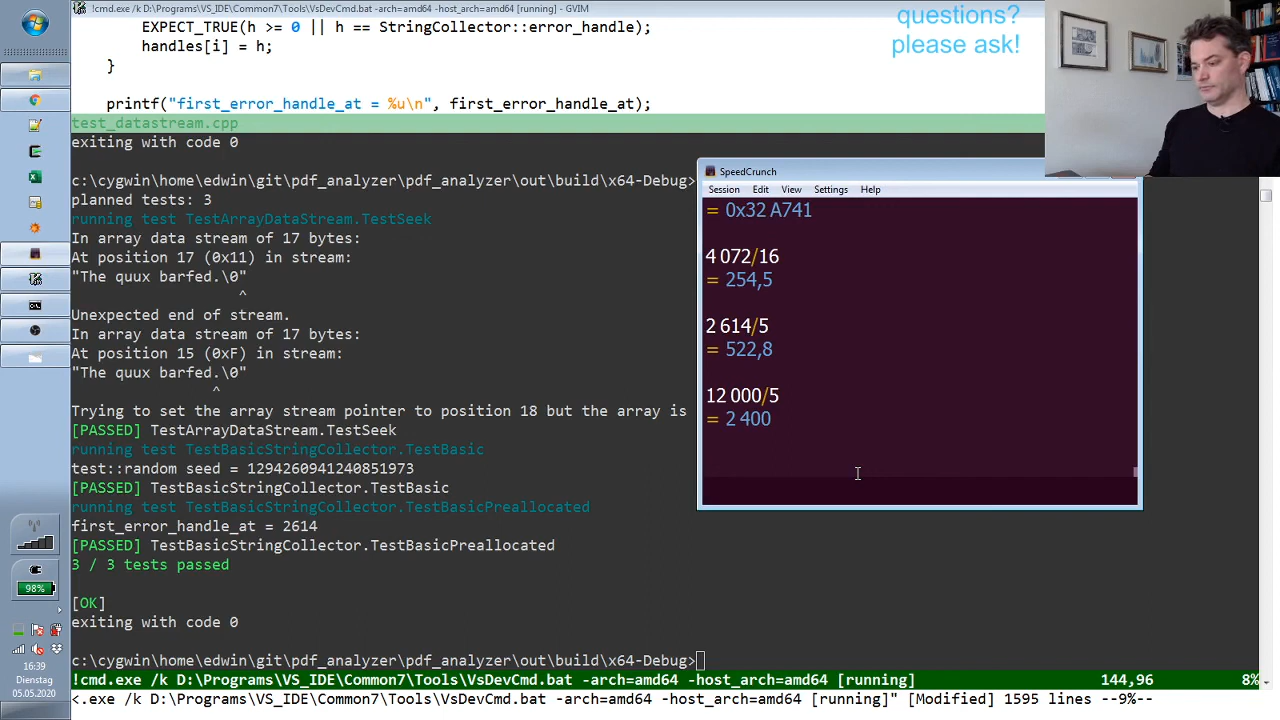 !cmd.exe /k D:\Programs\VS_IDE\Common7\Tools\VsDevCmd.bat -arch=amd64 -host_arch=amd64 [running] - GVIM
EXPECT_TRUE(h >= 0 || h == StringCollector::error_handle);
handles[i] = h;
}
printf("first_error_handle_at = %u\n", first_error_handle_at);
questions?
please ask!
test_datastream.cpp
exiting with code 0
c:\cygwin\home\edwin\git\pdf_analyzer\pdf_analyzer\out\build\x64-Debug>
planned tests: 3
running test TestArrayDataStream.TestSeek
In array data stream of 17 bytes:
At position 17 (0x11) in stream:
"The quux barfed.\0"
^
Unexpected end of stream.
In array data stream of 17 bytes:
At position 15 (0xF) in stream:
"The quux barfed.\0"
^
Trying to set the array stream pointer to position 18 but the array is
[PASSED] TestArrayDataStream.TestSeek
running test TestBasicStringCollector.TestBasic
test::random seed = 1294260941240851973
[PASSED] TestBasicStringCollector.TestBasic
running test TestBasicStringCollector.TestBasicPreallocated
first_error_handle_at = 2614
[PASSED] TestBasicStringCollector.TestBasicPreallocated
3 / 3 tests passed
[OK]
exiting with code 0
c:\cygwin\home\edwin\git\pdf_analyzer\pdf_analyzer\out\build\x64-Debug>
!cmd.exe /k D:\Programs\VS_IDE\Common7\Tools\VsDevCmd.bat -arch=amd64 -host_arch=amd64 [running] 144,96 8%
<.exe /k D:\Programs\VS_IDE\Common7\Tools\VsDevCmd.bat -arch=amd64 -host_arch=amd64 [running]" [Modified] 1595 lines --9%--
SpeedCrunch
Session Edit View Settings Help
= 0x32 A741
4 072/16
= 254,5
2 614/5
= 522,8
12 000/5
= 2 400
98%
16:39
Dienstag
05.05.2020